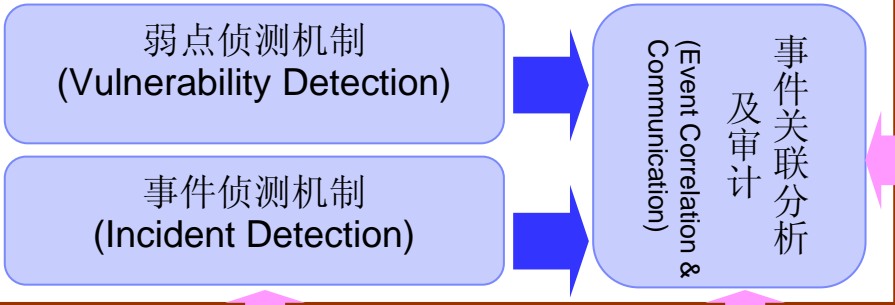 弱点侦测机制
(Vulnerability Detection)
事件侦测机制
(Incident Detection)
事件关联分析
及审计
(Event Correlation &
Communication)